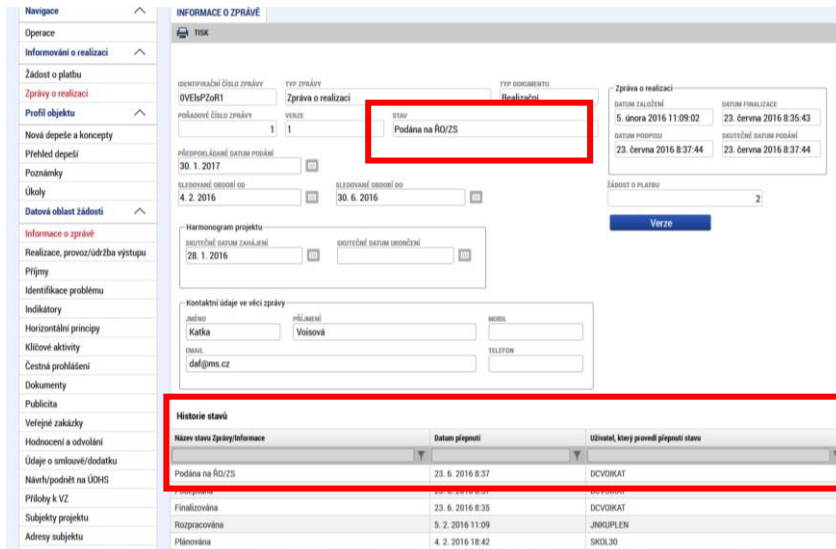 Navigace
Operace
Informování o realizaci
Žádost o platbu
Zprávy o realizaci
Profil objektu
Nová depeše a koncepty
Přehled depeší
Poznámky
Úkoly
Datová oblast žádosti
Informace o zprávě
Realizace, provoz/údržba výstupu
Příjmy
Identifikace problému
Indikátory
Horizontální principy
Klíčové aktivity
Čestná prohlášení
Dokumenty
Publicita
Veřejné zakázky
Hodnocení a odvolání
Údaje o smlouvě/dodatku
Návrh/podnět na ÚOHS
Přílohy k VZ
Subjekty projektu
Adresy subjektu
INFORMACE O ZPRÁVĚ
TISK
IDENTIFIKAČNÍ ČÍSLO ZPRÁVY TYP ZPRÁVY TYP DOKUMENTU
0VElsPZoR1 Zpráva o realizaci Realizační
POŘADOVÉ ČÍSLO ZPRÁVY VERZE STAV
1 1 Podána na ŘO/ZS
PŘEDPOKLÁDANÉ DATUM PODÁNÍ
30. 1. 2017
SLEDOVANÉ OBDOBÍ OD SLEDOVANÉ OBDOBÍ DO
4. 2. 2016 30. 6. 2016
Zpráva o realizaci
DATUM ZALOŽENÍ DATUM FINALIZACE
5. února 2016 11:09:02 23. června 2016 8:35:43
DATUM PODPISU SKUTEČNÉ DATUM PODÁNÍ
23. června 2016 8:37:44 23. června 2016 8:37:44
ŽÁDOST O PLATBU
2
Verze
Harmonogram projektu
SKUTEČNÉ DATUM ZAHÁJENÍ SKUTEČNÉ DATUM UKONČENÍ
28. 1. 2016
Kontaktní údaje ve věci zprávy
JMÉNO PŘÍJMENÍ MOBIL
Katka Voisová
EMAIL TELEFON
daf@ms.cz
Historie stavů
Název stavu Zprávy/Informace Datum přepnutí Uživatel, který provedl přepnutí stavu
Podána na ŘO/ZS 23. 6. 2016 8:37 DCVOIKAT
Podepsána 23. 6. 2016 8:37 DCVOIKAT
Finalizována 23. 6. 2016 8:35 DCVOIKAT
Rozpracována 5. 2. 2016 11:09 JNKUPLEN
Plánována 4. 2. 2016 18:42 SKOL30